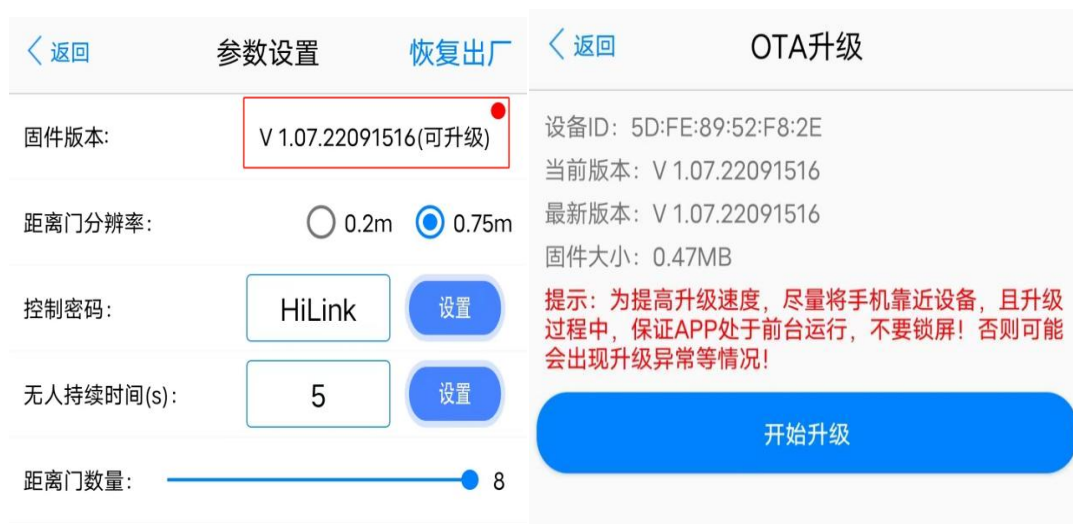 返回 参数设置 恢复出厂
固件版本: V 1.07.22091516(可升级)
距离门分辨率: 0.2m 0.75m
控制密码: HiLink 设置
无人持续时间(s): 5 设置
距离门数量: 8
返回 OTA升级
设备ID: 5D:FE:89:52:F8:2E
当前版本: V 1.07.22091516
最新版本: V 1.07.22091516
固件大小: 0.47MB
提示: 为提高升级速度, 尽量将手机靠近设备, 且升级
过程中, 保证APP处于前台运行, 不要锁屏! 否则可能
会出现升级异常等情况!
开始升级